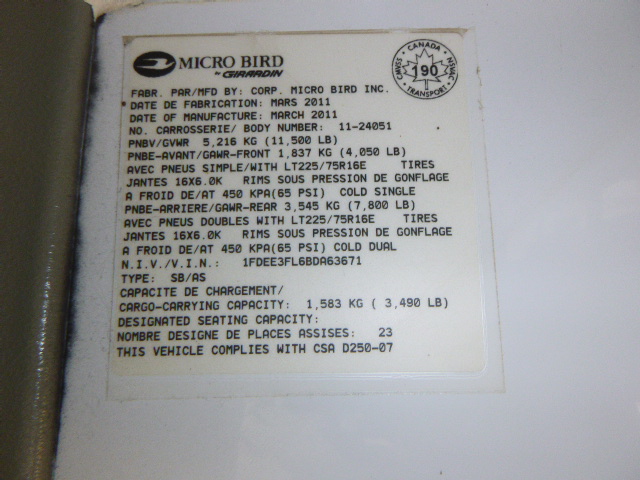 MICRO BIRD
by GIRARDIN
CANADA
CMVSS NSVAC
190
TRANSPORT
FABR. PAR/MFD BY: CORP. MICRO BIRD INC.
DATE DE FABRICATION: MARS 2011
DATE OF MANUFACTURE: MARCH 2011
NO. CARROSSERIE/ BODY NUMBER: 11-24051
PNBV/GVWR 5,216 KG (11,500 LB)
PNBE-AVANT/GAWR-FRONT 1,837 KG (4,050 LB)
AVEC PNEUS SIMPLE/WITH LT225/75R16E TIRES
JANTES 16X6.0K RIMS SOUS PRESSION DE GONFLAGE
A FROID DE/AT 450 KPA(65 PSI) COLD SINGLE
PNBE-ARRIERE/GAWR-REAR 3,545 KG (7,800 LB)
AVEC PNEUS DOUBLES WITH LT225/75R16E TIRES
JANTES 16X6.0K RIMS SOUS PRESSION DE GONFLAGE
A FROID DE/AT 450 KPA(65 PSI) COLD DUAL
N.I.V./V.I.N.: 1FDEE3FL6BDA63671
TYPE: SB/AS
CAPACITE DE CHARGEMENT/
CARGO-CARRYING CAPACITY: 1,583 KG ( 3,490 LB)
DESIGNATED SEATING CAPACITY:
NOMBRE DESIGNE DE PLACES ASSISES: 23
THIS VEHICLE COMPLIES WITH CSA D250-07